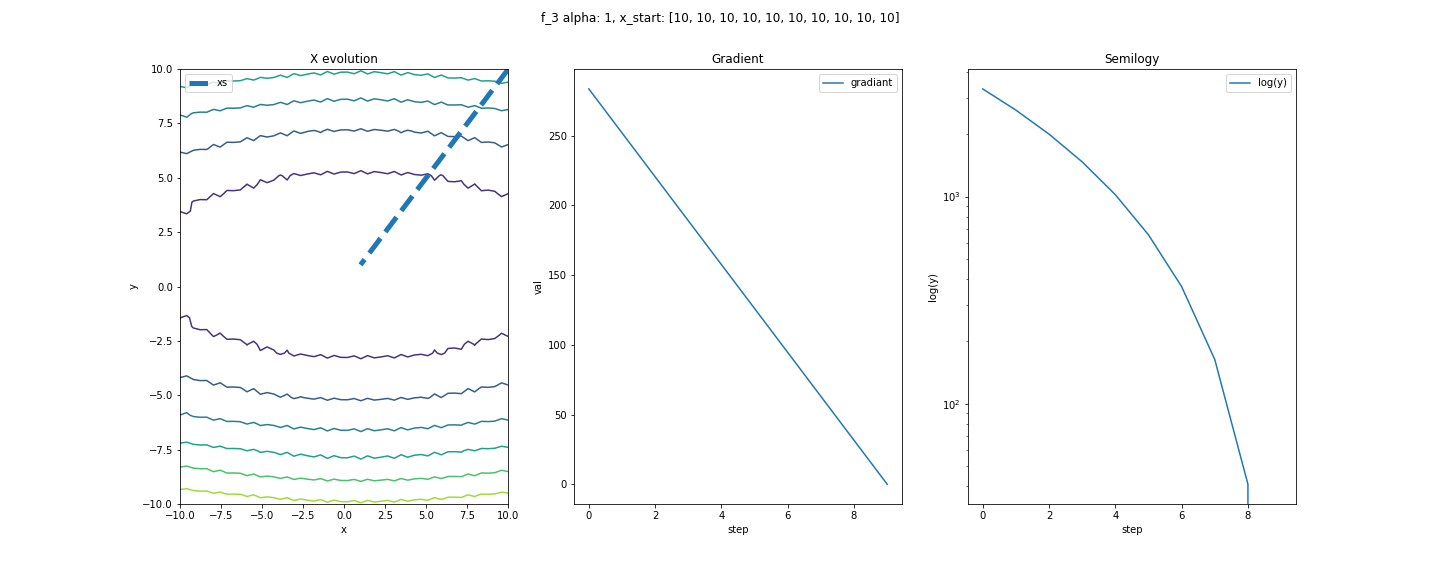 f_3 alpha: 1, x_start: [10, 10, 10, 10, 10, 10, 10, 10, 10, 10]
X evolution
xs
10.0
7.5
5.0
2.5
0.0
−2.5
−5.0
−7.5
−10.0
y
−10.0 −7.5 −5.0 −2.5 0.0 2.5 5.0 7.5 10.0
x
Gradient
gradiant
250
200
150
100
50
0
val
0 2 4 6 8
step
Semilogy
log(y)
10³
10²
log(y)
0 2 4 6 8
step